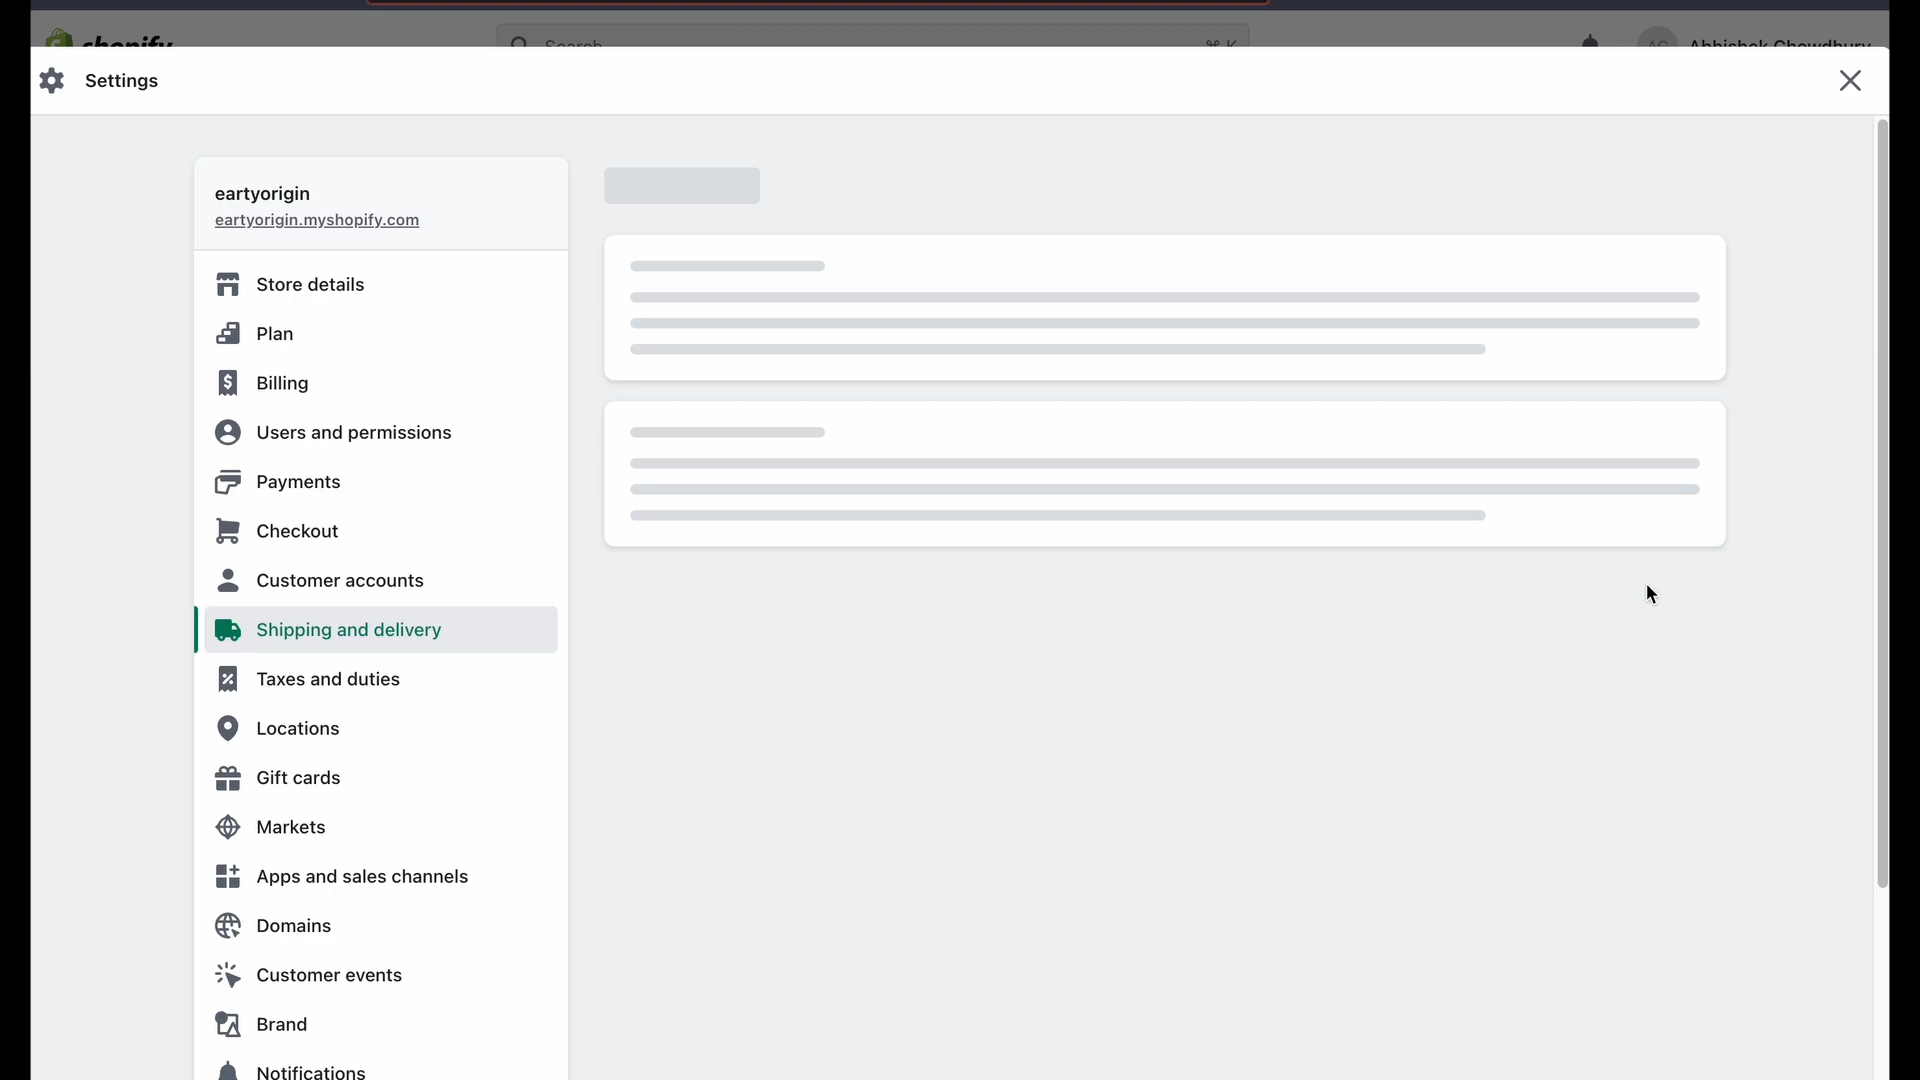 shopify
Search
⌘ K
AC
Abhishek Chowdhury
Settings
eartyorigin
eartyorigin.myshopify.com
Store details
Plan
Billing
Users and permissions
Payments
Checkout
Customer accounts
Shipping and delivery
Taxes and duties
Locations
Gift cards
Markets
Apps and sales channels
Domains
Customer events
Brand
Notifications